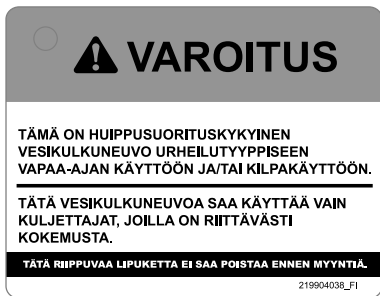 VAROITUS
TÄMÄ ON HUIPPUSUORITUSKYKYINEN
VESIKULKUNEUVO URHEILUTYYPPISEEN
VAPAA-AJAN KÄYTTÖÖN JA/TAI KILPAKÄYTTÖÖN.
TÄTÄ VESIKULKUNEUVOA SAA KÄYTTÄÄ VAIN
KULJETTAJAT, JOILLA ON RIITTÄVÄSTI
KOKEMUSTA.
TÄTÄ RIIPPUVAA LIPUKETTA EI SAA POISTAA ENNEN MYYNTIÄ.
219904038_FI